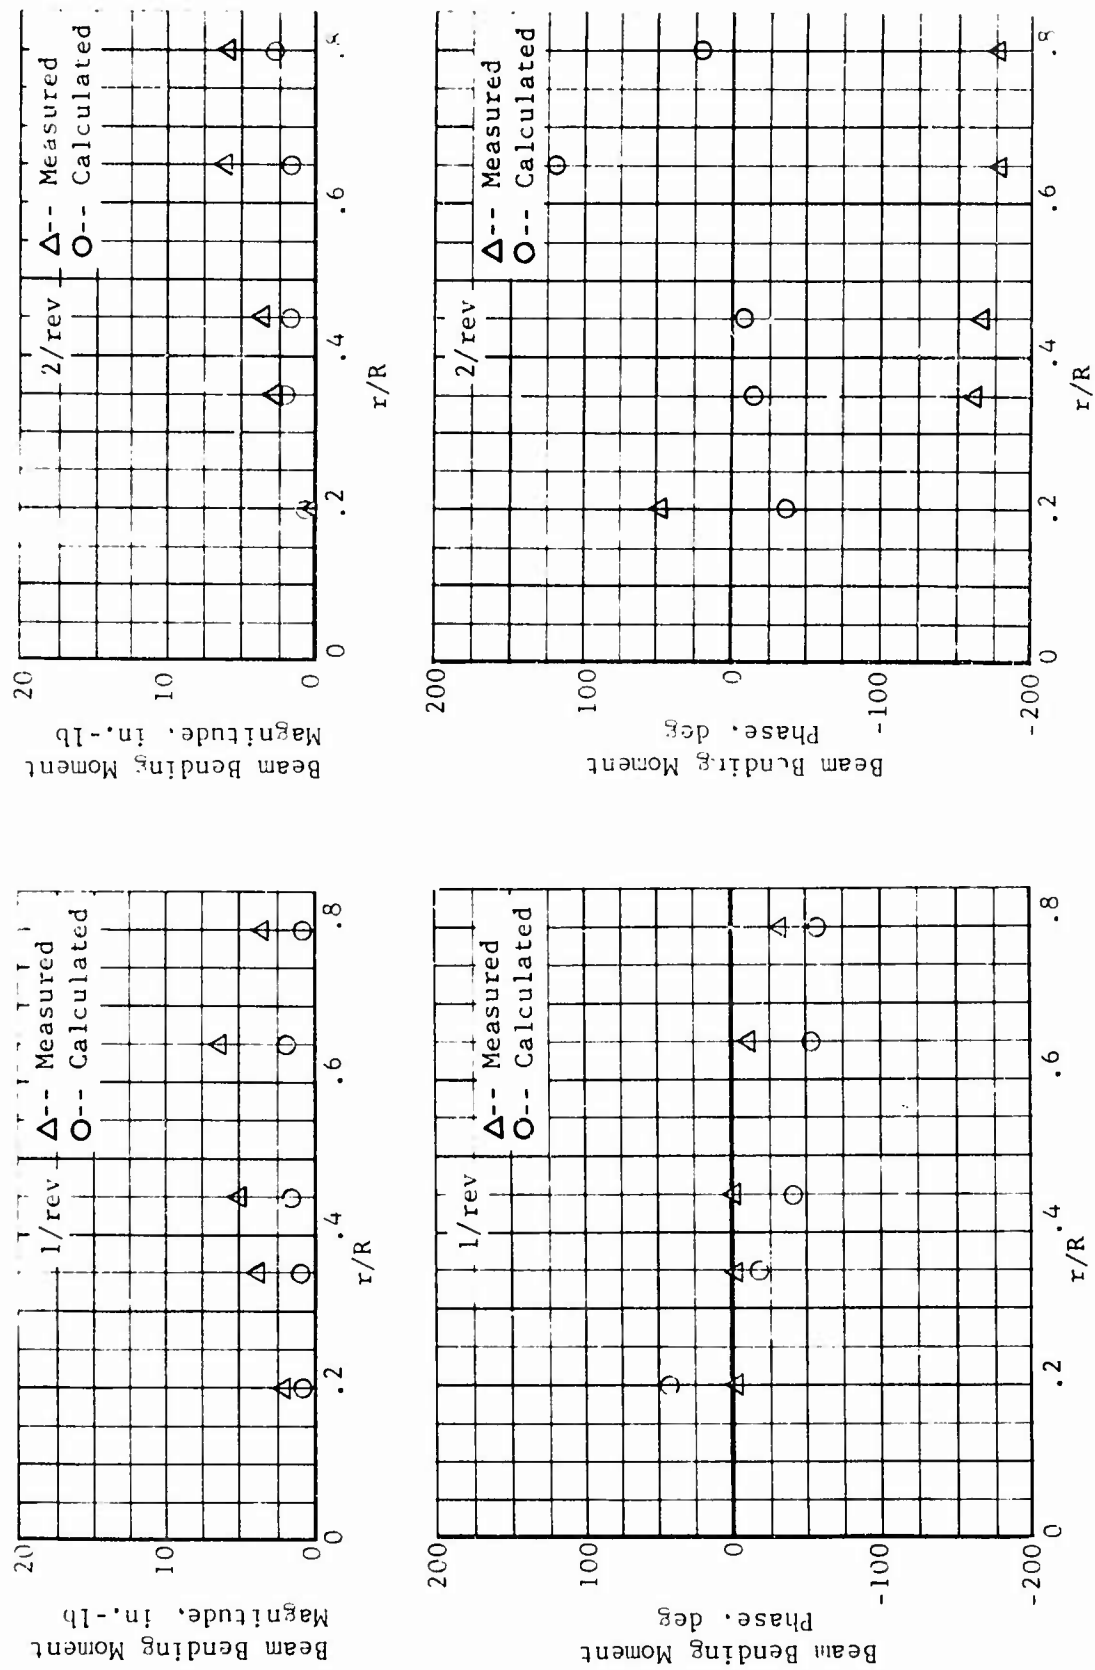 Beam Bending Moment
Magnitude, in.-lb
20
10
0
1/rev
Δ-- Measured
O-- Calculated
0
.2
.4
.6
.8
r/R
Beam Bending Moment
Phase, deg
200
100
0
-100
-200
1/rev
Δ-- Measured
O-- Calculated
0
.2
.4
.6
.8
r/R
Beam Bending Moment
Magnitude, in.-lb
20
10
0
2/rev
Δ-- Measured
O-- Calculated
0
.2
.4
.6
.8
r/R
Beam Bending Moment
Phase, deg
200
100
0
-100
-200
2/rev
Δ-- Measured
O-- Calculated
0
.2
.4
.6
.8
r/R